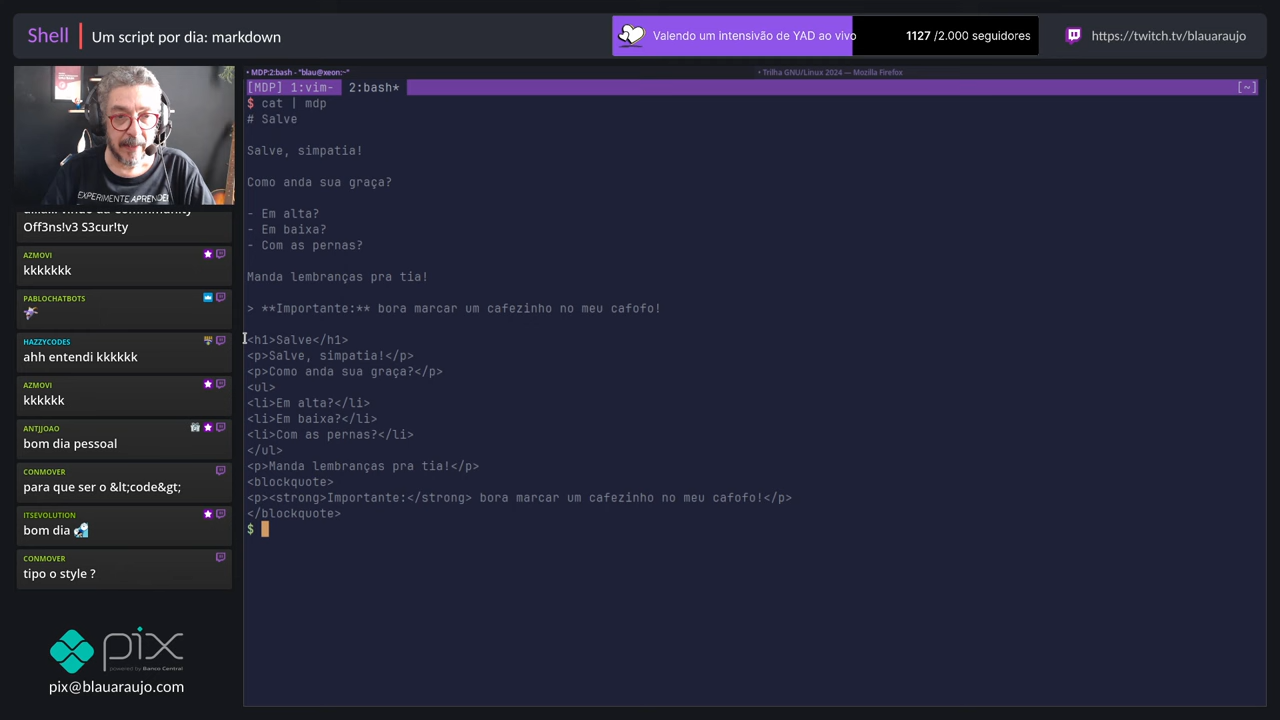 Shell
Um script por dia: markdown
Valendo um intensivão de YAD ao vivo
1127 /2.000 seguidores
https://twitch.tv/blauaraujo
EXPERIMENTE APRENDER
Off3ns!v3 S3cur!ty
AZMOVI
kkkkkkk
PABLOCHATBOTS
HAZZYCODES
ahh entendi kkkkkk
AZMOVI
kkkkkk
ANTJJOAO
bom dia pessoal
CONMOVER
para que ser o &lt;code&gt;
ITSEVOLUTION
bom dia
CONMOVER
tipo o style ?
pix
powered by Banco Central
pix@blauaraujo.com
• MDP:2:bash - "blau@xeon:~"
• Trilha GNU/Linux 2024 — Mozilla Firefox
[MDP] 1:vim- 2:bash* [~]
$ cat | mdp
# Salve
Salve, simpatia!
Como anda sua graça?
- Em alta?
- Em baixa?
- Com as pernas?
Manda lembranças pra tia!
> **Importante:** bora marcar um cafezinho no meu cafofo!
<h1>Salve</h1>
<p>Salve, simpatia!</p>
<p>Como anda sua graça?</p>
<ul>
<li>Em alta?</li>
<li>Em baixa?</li>
<li>Com as pernas?</li>
</ul>
<p>Manda lembranças pra tia!</p>
<blockquote>
<p><strong>Importante:</strong> bora marcar um cafezinho no meu cafofo!</p>
</blockquote>
$